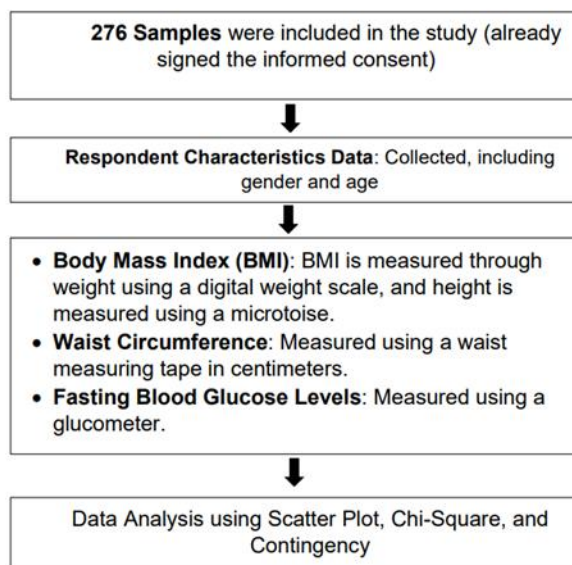 276 Samples were included in the study (already
signed the informed consent)
Respondent Characteristics Data: Collected, including
gender and age
• Body Mass Index (BMI): BMI is measured through
weight using a digital weight scale, and height is
measured using a microtoise.
• Waist Circumference: Measured using a waist
measuring tape in centimeters.
• Fasting Blood Glucose Levels: Measured using a
glucometer.
Data Analysis using Scatter Plot, Chi-Square, and
Contingency